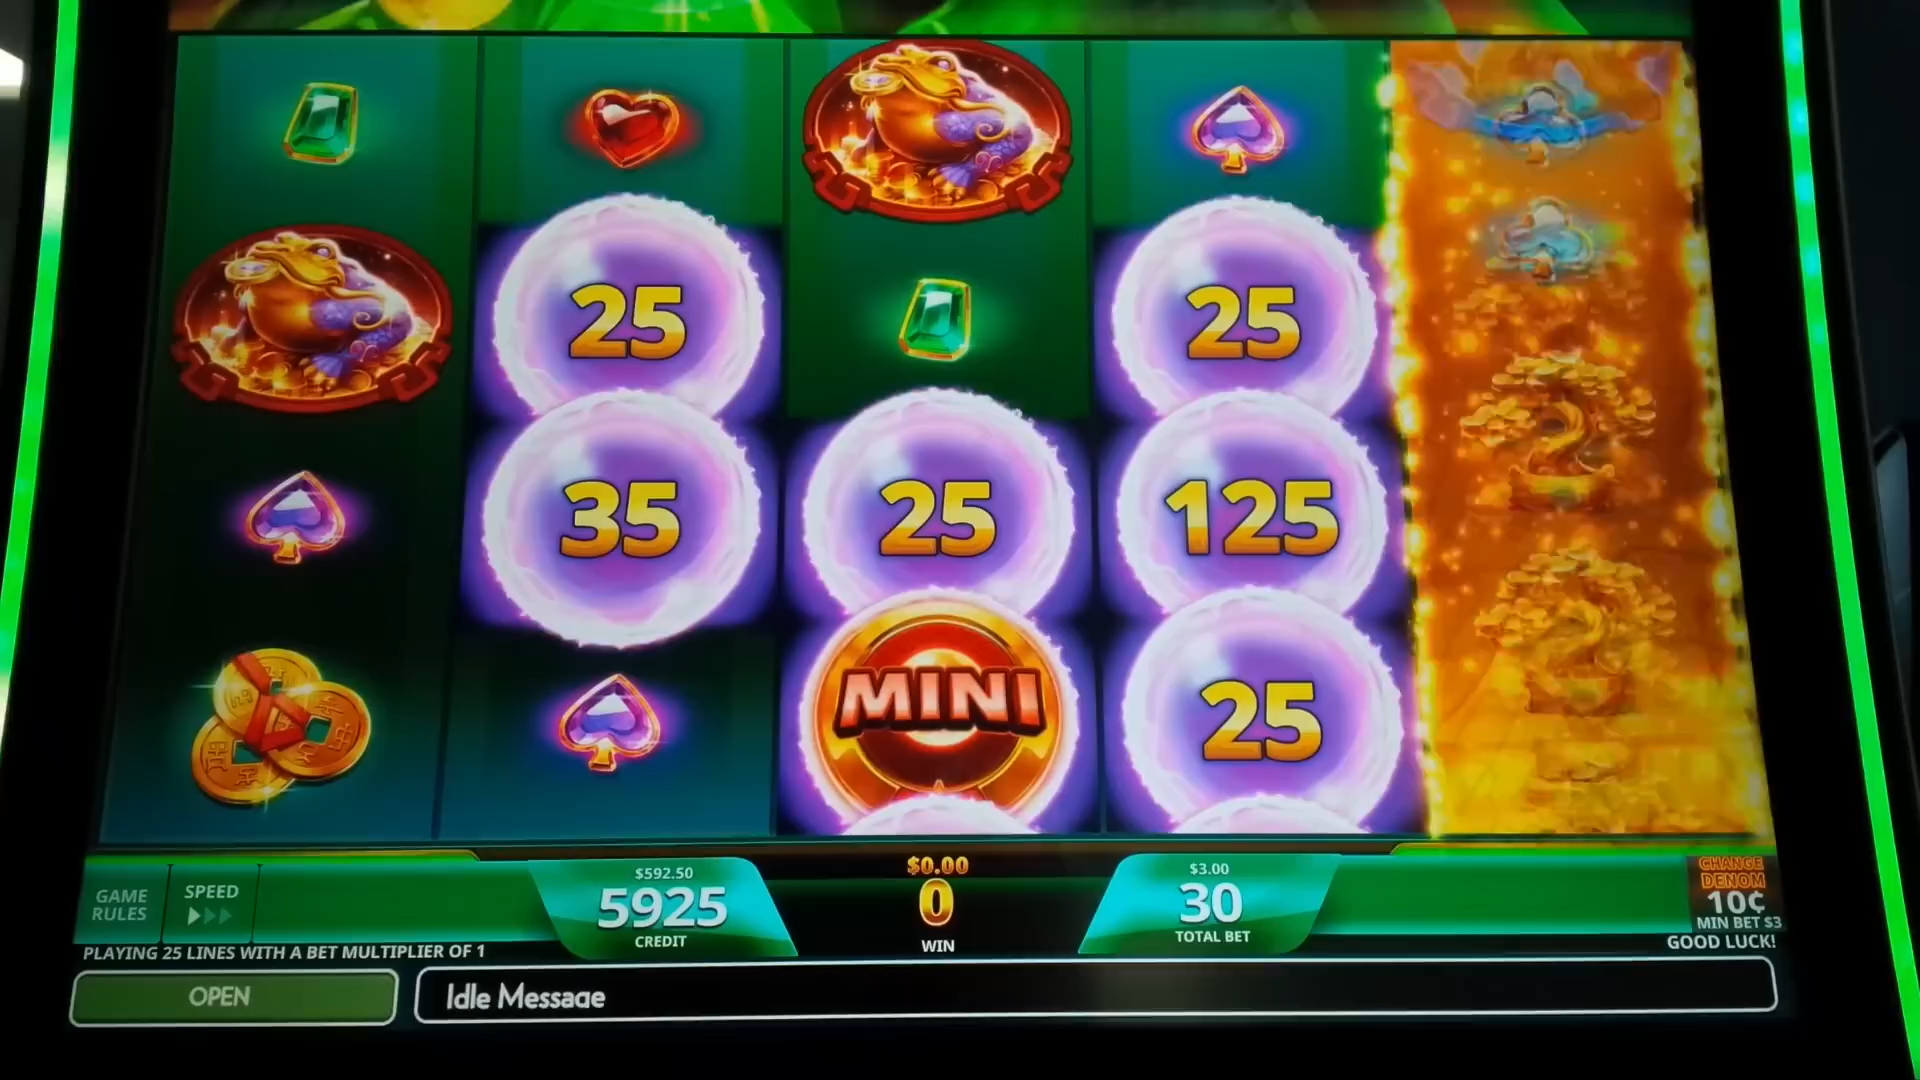 25
25
35
25
125
MINI
25
GAME
RULES
SPEED
$592.50
5925
CREDIT
$0.00
0
WIN
$3.00
30
TOTAL BET
CHANGE
DENOM
10¢
MIN BET $3
PLAYING 25 LINES WITH A BET MULTIPLIER OF 1
GOOD LUCK!
OPEN
Idle Message